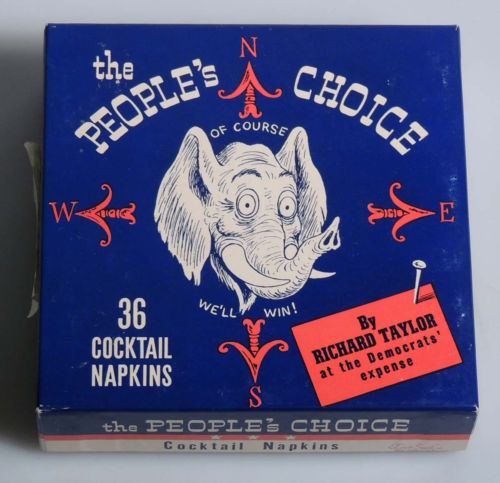 the
PEOPLE's CHOICE
N
OF COURSE
W
E
WE'LL WIN!
S
36
COCKTAIL
NAPKINS
By
RICHARD TAYLOR
at the Democrats'
expense
the PEOPLE's CHOICE
Cocktail Napkins